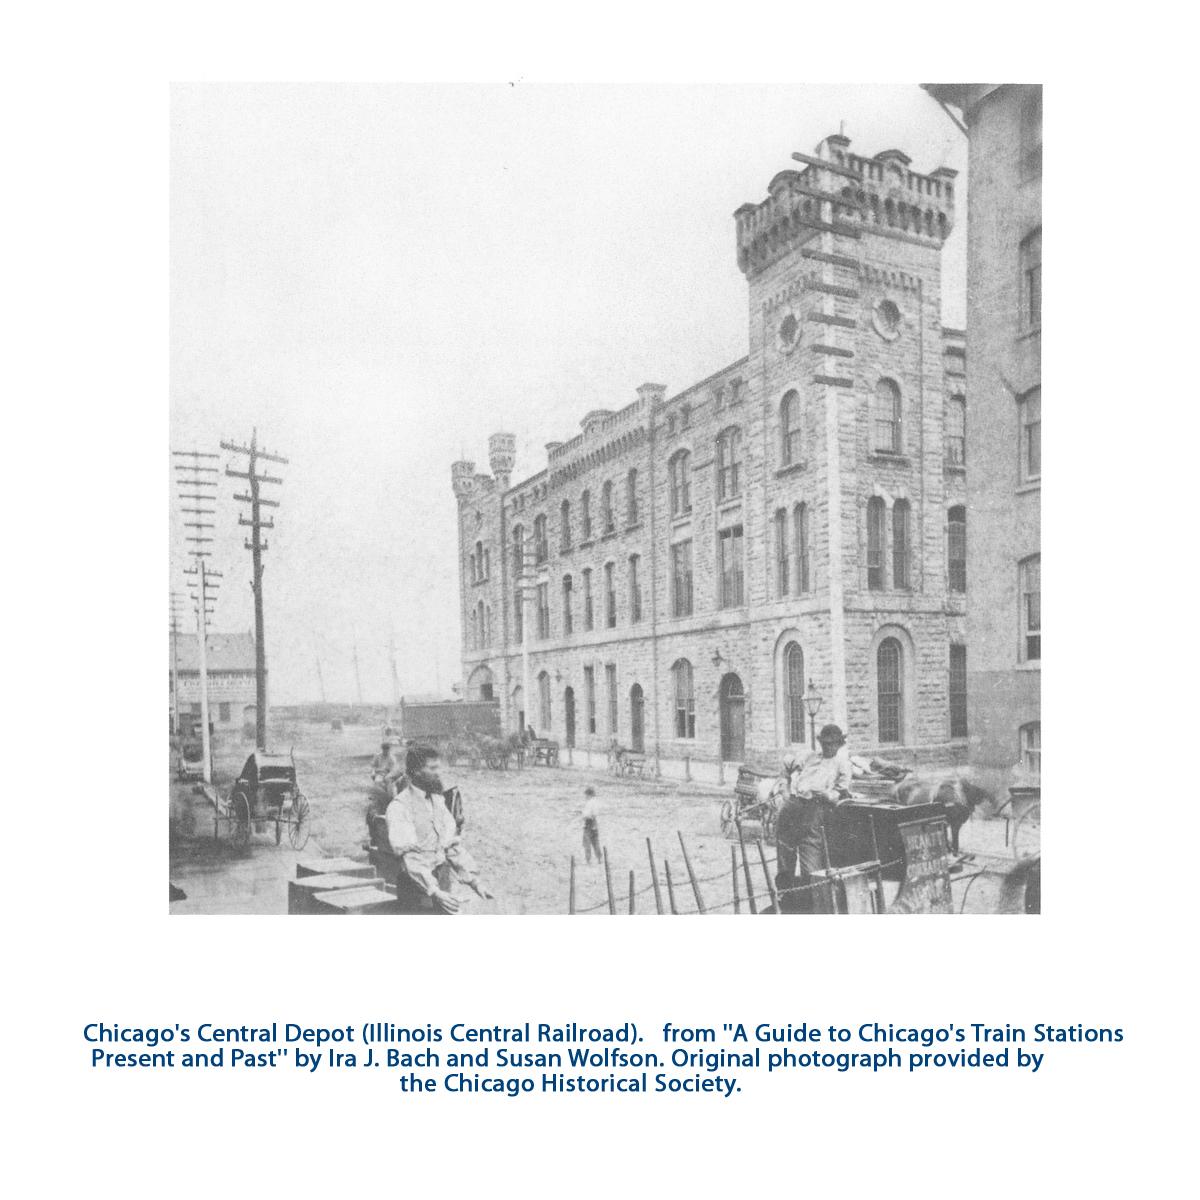 Chicago's Central Depot (Illinois Central Railroad).   from "A Guide to Chicago's Train Stations
Present and Past" by Ira J. Bach and Susan Wolfson. Original photograph provided by
the Chicago Historical Society.